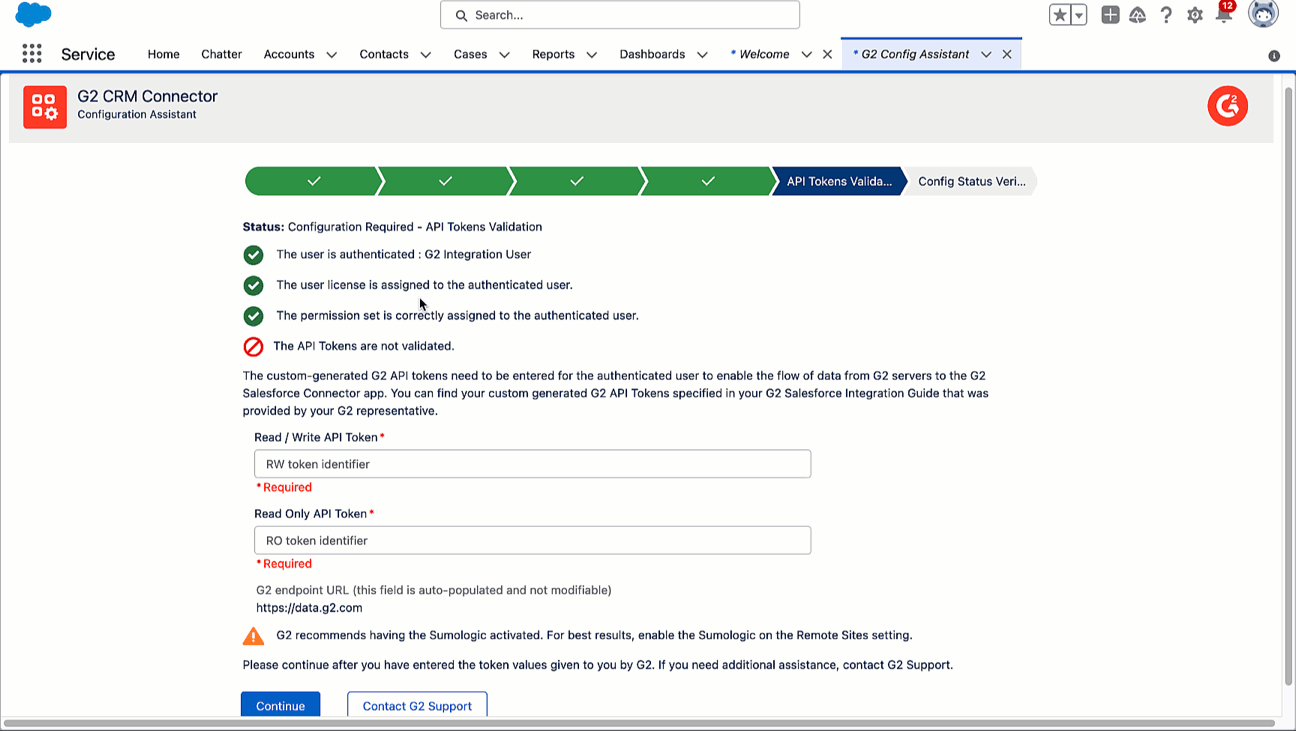 Search...
12
Service
Home
Chatter
Accounts
Contacts
Cases
Reports
Dashboards
* Welcome
* G2 Config Assistant
G2 CRM Connector
Configuration Assistant
G2
API Tokens Valida...
Config Status Veri...
Status: Configuration Required - API Tokens Validation
The user is authenticated : G2 Integration User
The user license is assigned to the authenticated user.
The permission set is correctly assigned to the authenticated user.
The API Tokens are not validated.
The custom-generated G2 API tokens need to be entered for the authenticated user to enable the flow of data from G2 servers to the G2
Salesforce Connector app. You can find your custom generated G2 API Tokens specified in your G2 Salesforce Integration Guide that was
provided by your G2 representative.
Read / Write API Token*
RW token identifier
*Required
Read Only API Token*
RO token identifier
*Required
G2 endpoint URL (this field is auto-populated and not modifiable)
https://data.g2.com
G2 recommends having the Sumologic activated. For best results, enable the Sumologic on the Remote Sites setting.
Please continue after you have entered the token values given to you by G2. If you need additional assistance, contact G2 Support.
Continue
Contact G2 Support